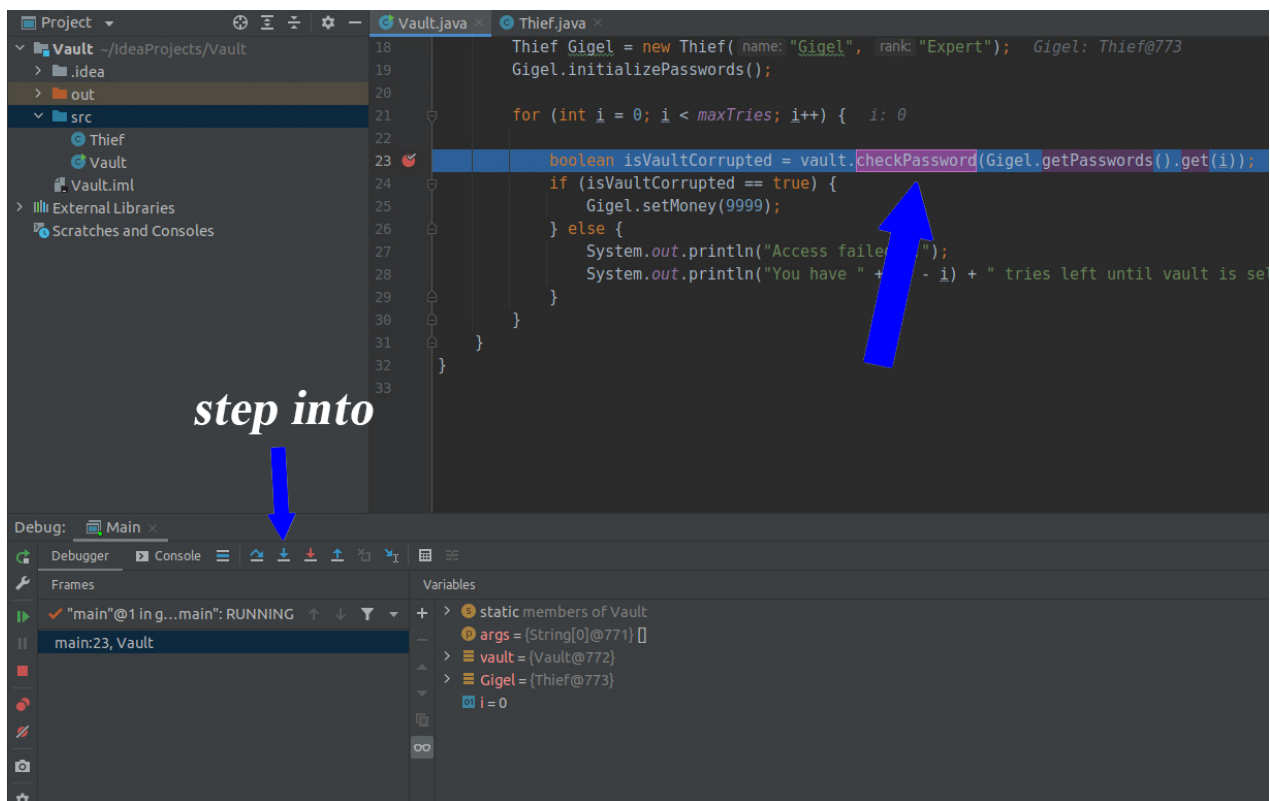 Project
Vault.java
Thief.java
Vault ~/IdeaProjects/Vault
.idea
out
src
Thief
Vault
Vault.iml
External Libraries
Scratches and Consoles
18 Thief Gigel = new Thief( name: "Gigel", rank: "Expert"); Gigel: Thief@773
19 Gigel.initializePasswords();
20
21 for (int i = 0; i < maxTries; i++) { i: 0
22
23 boolean isVaultCorrupted = vault.checkPassword(Gigel.getPasswords().get(i));
24 if (isVaultCorrupted == true) {
25 Gigel.setMoney(9999);
26 } else {
27 System.out.println("Access faile ");
28 System.out.println("You have " + - i) + " tries left until vault is sel
29 }
30 }
31 }
32 }
33
step into
Debug: Main
Debugger Console
Frames
Variables
"main"@1 in g...main": RUNNING
main:23, Vault
static members of Vault
args = {String[0]@771} []
vault = {Vault@772}
Gigel = {Thief@773}
i = 0